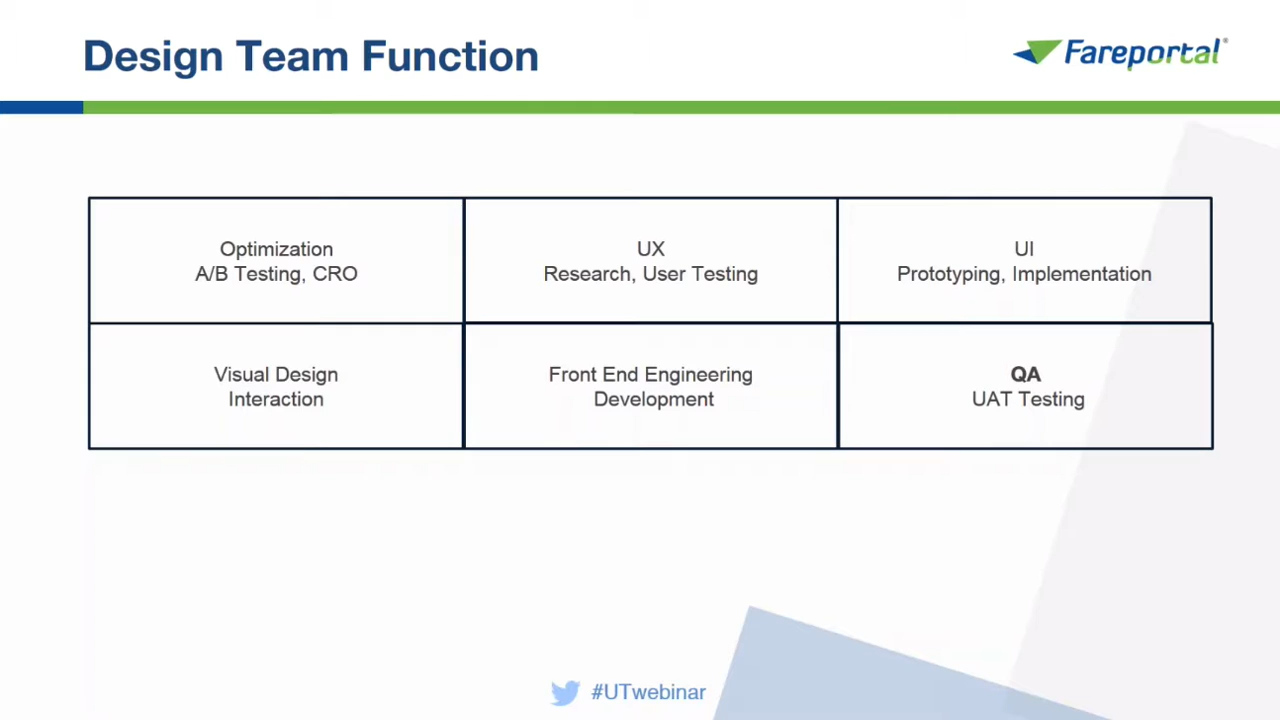 Design Team Function
Fareportal®
Optimization
A/B Testing, CRO
UX
Research, User Testing
UI
Prototyping, Implementation
Visual Design
Interaction
Front End Engineering
Development
QA
UAT Testing
#UTwebinar